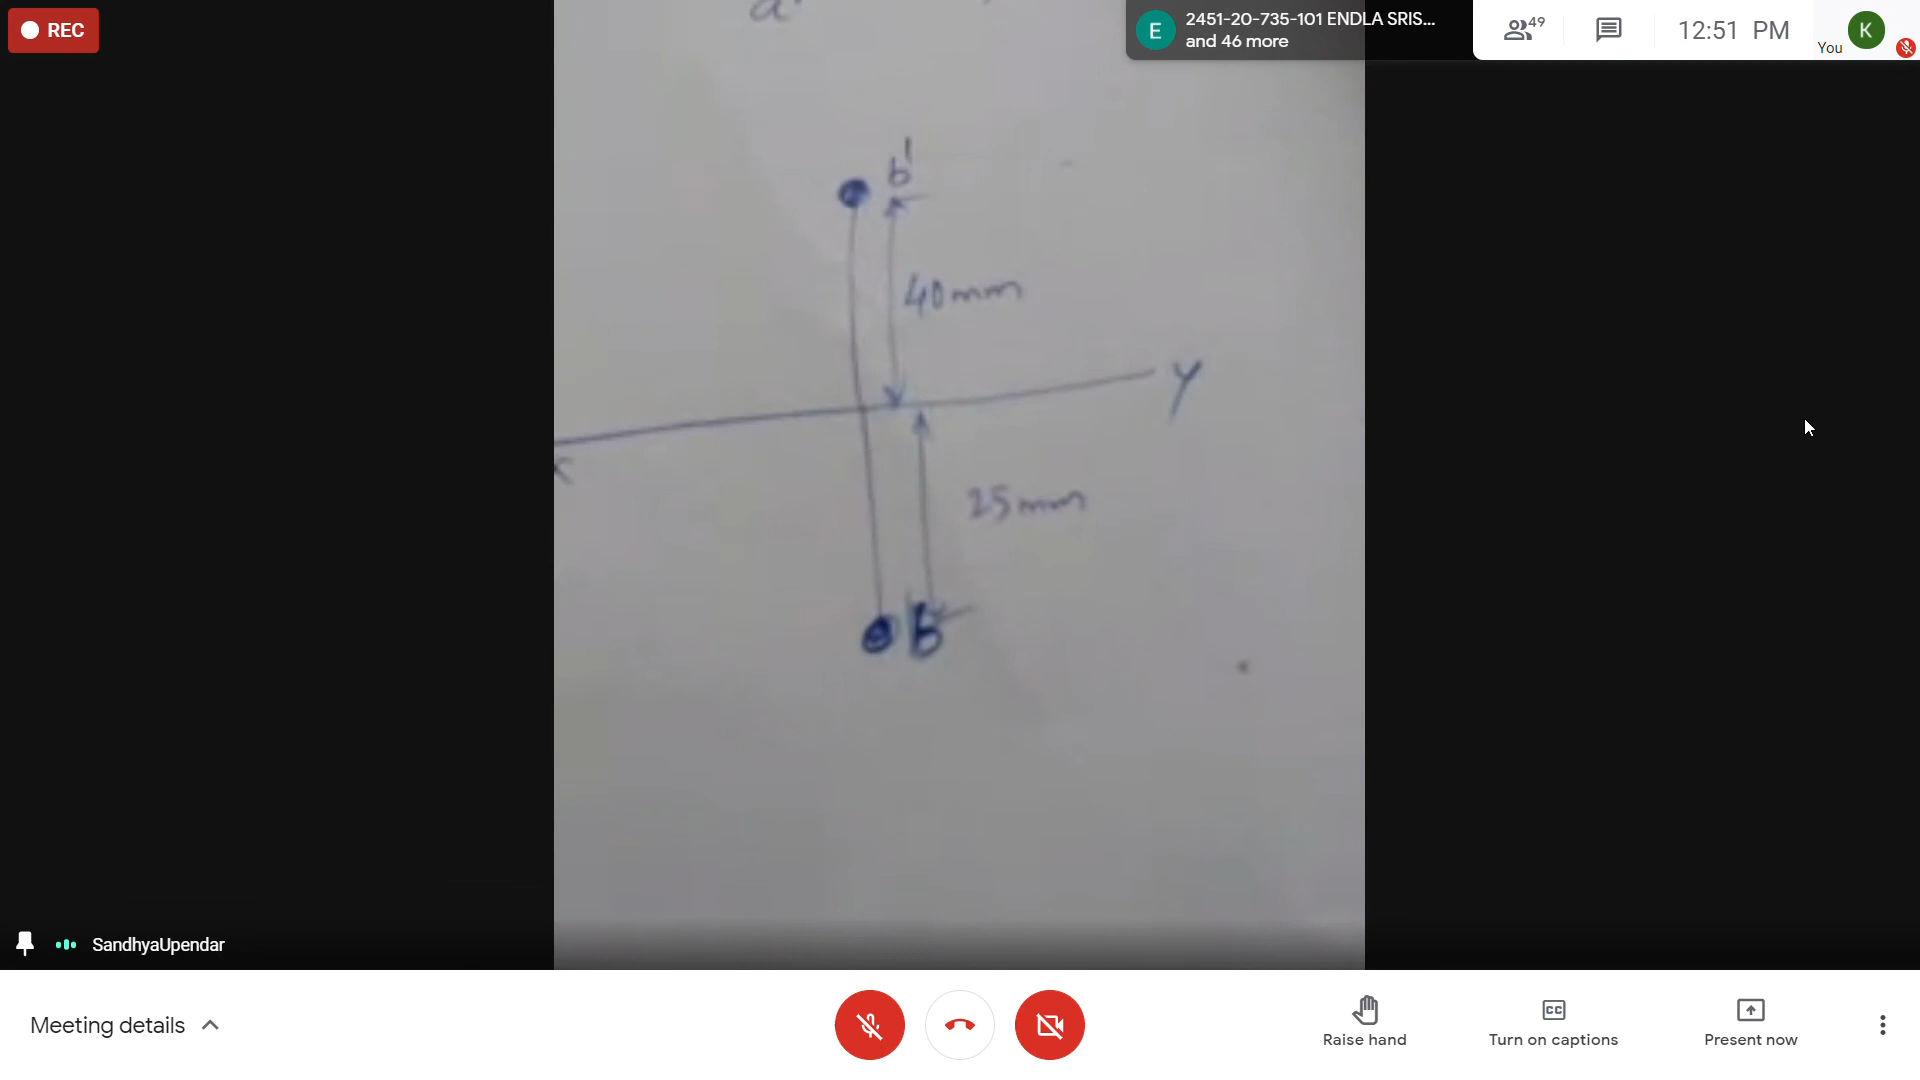 REC
E
2451-20-735-101 ENDLA SRIS...
and 46 more
49
12:51 PM
You
K
a'
b'
40mm
y
x
25mm
b
SandhyaUpendar
Meeting details
Raise hand
CC
Turn on captions
Present now